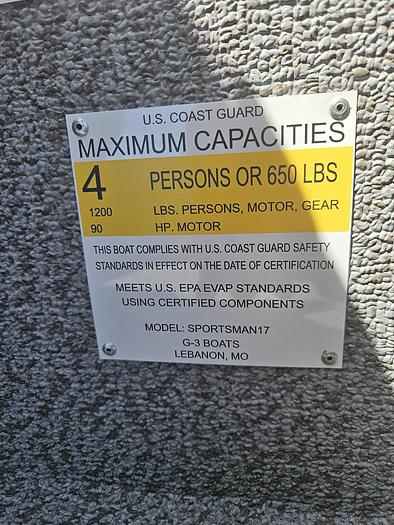 U.S. COAST GUARD
MAXIMUM CAPACITIES
4 PERSONS OR 650 LBS
1200 LBS. PERSONS, MOTOR, GEAR
90 HP. MOTOR
THIS BOAT COMPLIES WITH U.S. COAST GUARD SAFETY
STANDARDS IN EFFECT ON THE DATE OF CERTIFICATION
MEETS U.S. EPA EVAP STANDARDS
USING CERTIFIED COMPONENTS
MODEL: SPORTSMAN17
G-3 BOATS
LEBANON, MO